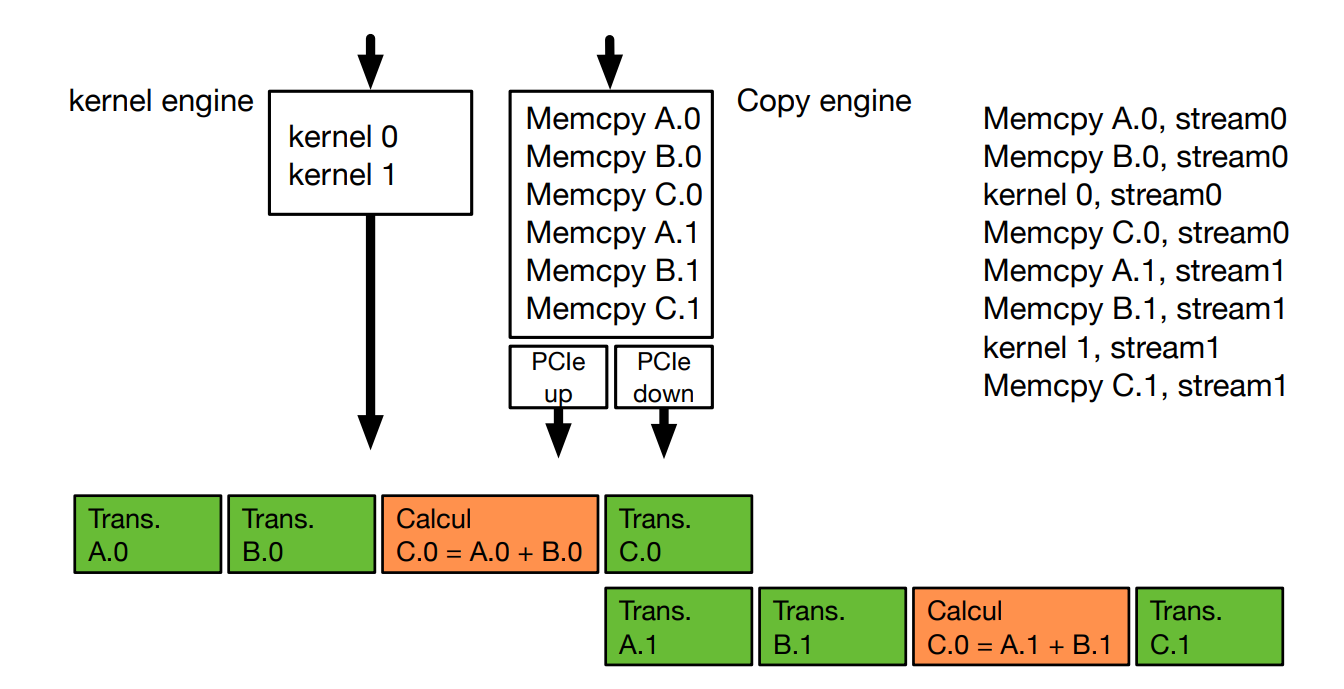 kernel engine
kernel 0
kernel 1
Memcpy A.0
Memcpy B.0
Memcpy C.0
Memcpy A.1
Memcpy B.1
Memcpy C.1
PCIe
up
PCIe
down
Copy engine
Memcpy A.0, stream0
Memcpy B.0, stream0
kernel 0, stream0
Memcpy C.0, stream0
Memcpy A.1, stream1
Memcpy B.1, stream1
kernel 1, stream1
Memcpy C.1, stream1
Trans.
A.0
Trans.
B.0
Calcul
C.0 = A.0 + B.0
Trans.
C.0
Trans.
A.1
Trans.
B.1
Calcul
C.0 = A.1 + B.1
Trans.
C.1